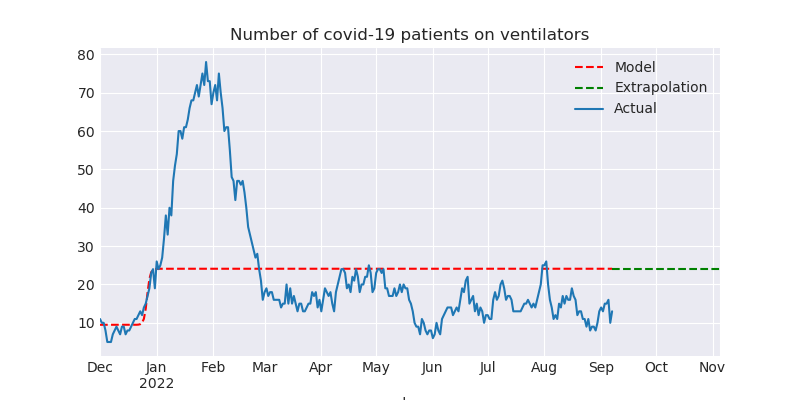 Number of covid-19 patients on ventilators
80
70
60
50
40
30
20
10
Dec Jan Feb Mar Apr May Jun Jul Aug Sep Oct Nov
2022
Model
Extrapolation
Actual